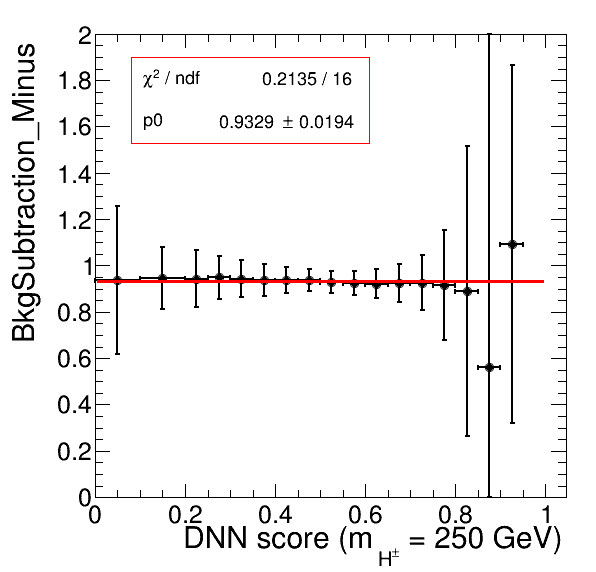 BkgSubtraction_Minus
2
1.8
1.6
1.4
1.2
1
0.8
0.6
0.4
0.2
0
χ² / ndf 0.2135 / 16
p0 0.9329 ± 0.0194
0 0.2 0.4 0.6 0.8 1
DNN score (m_H± = 250 GeV)